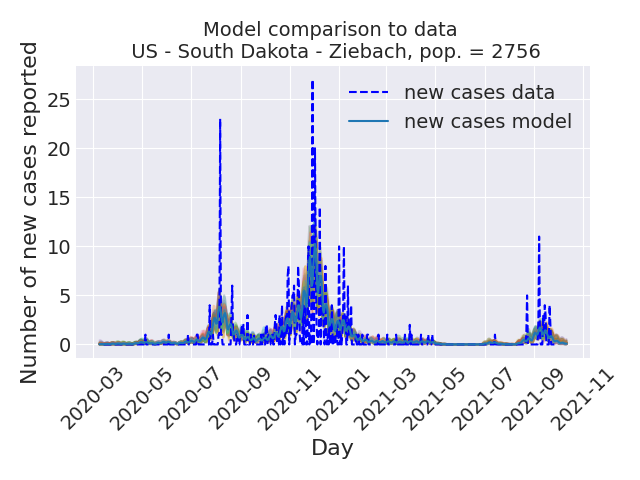 Model comparison to data
US - South Dakota - Ziebach, pop. = 2756
new cases data
new cases model
Number of new cases reported
25
20
15
10
5
0
2020-03
2020-05
2020-07
2020-09
2020-11
2021-01
2021-03
2021-05
2021-07
2021-09
2021-11
Day